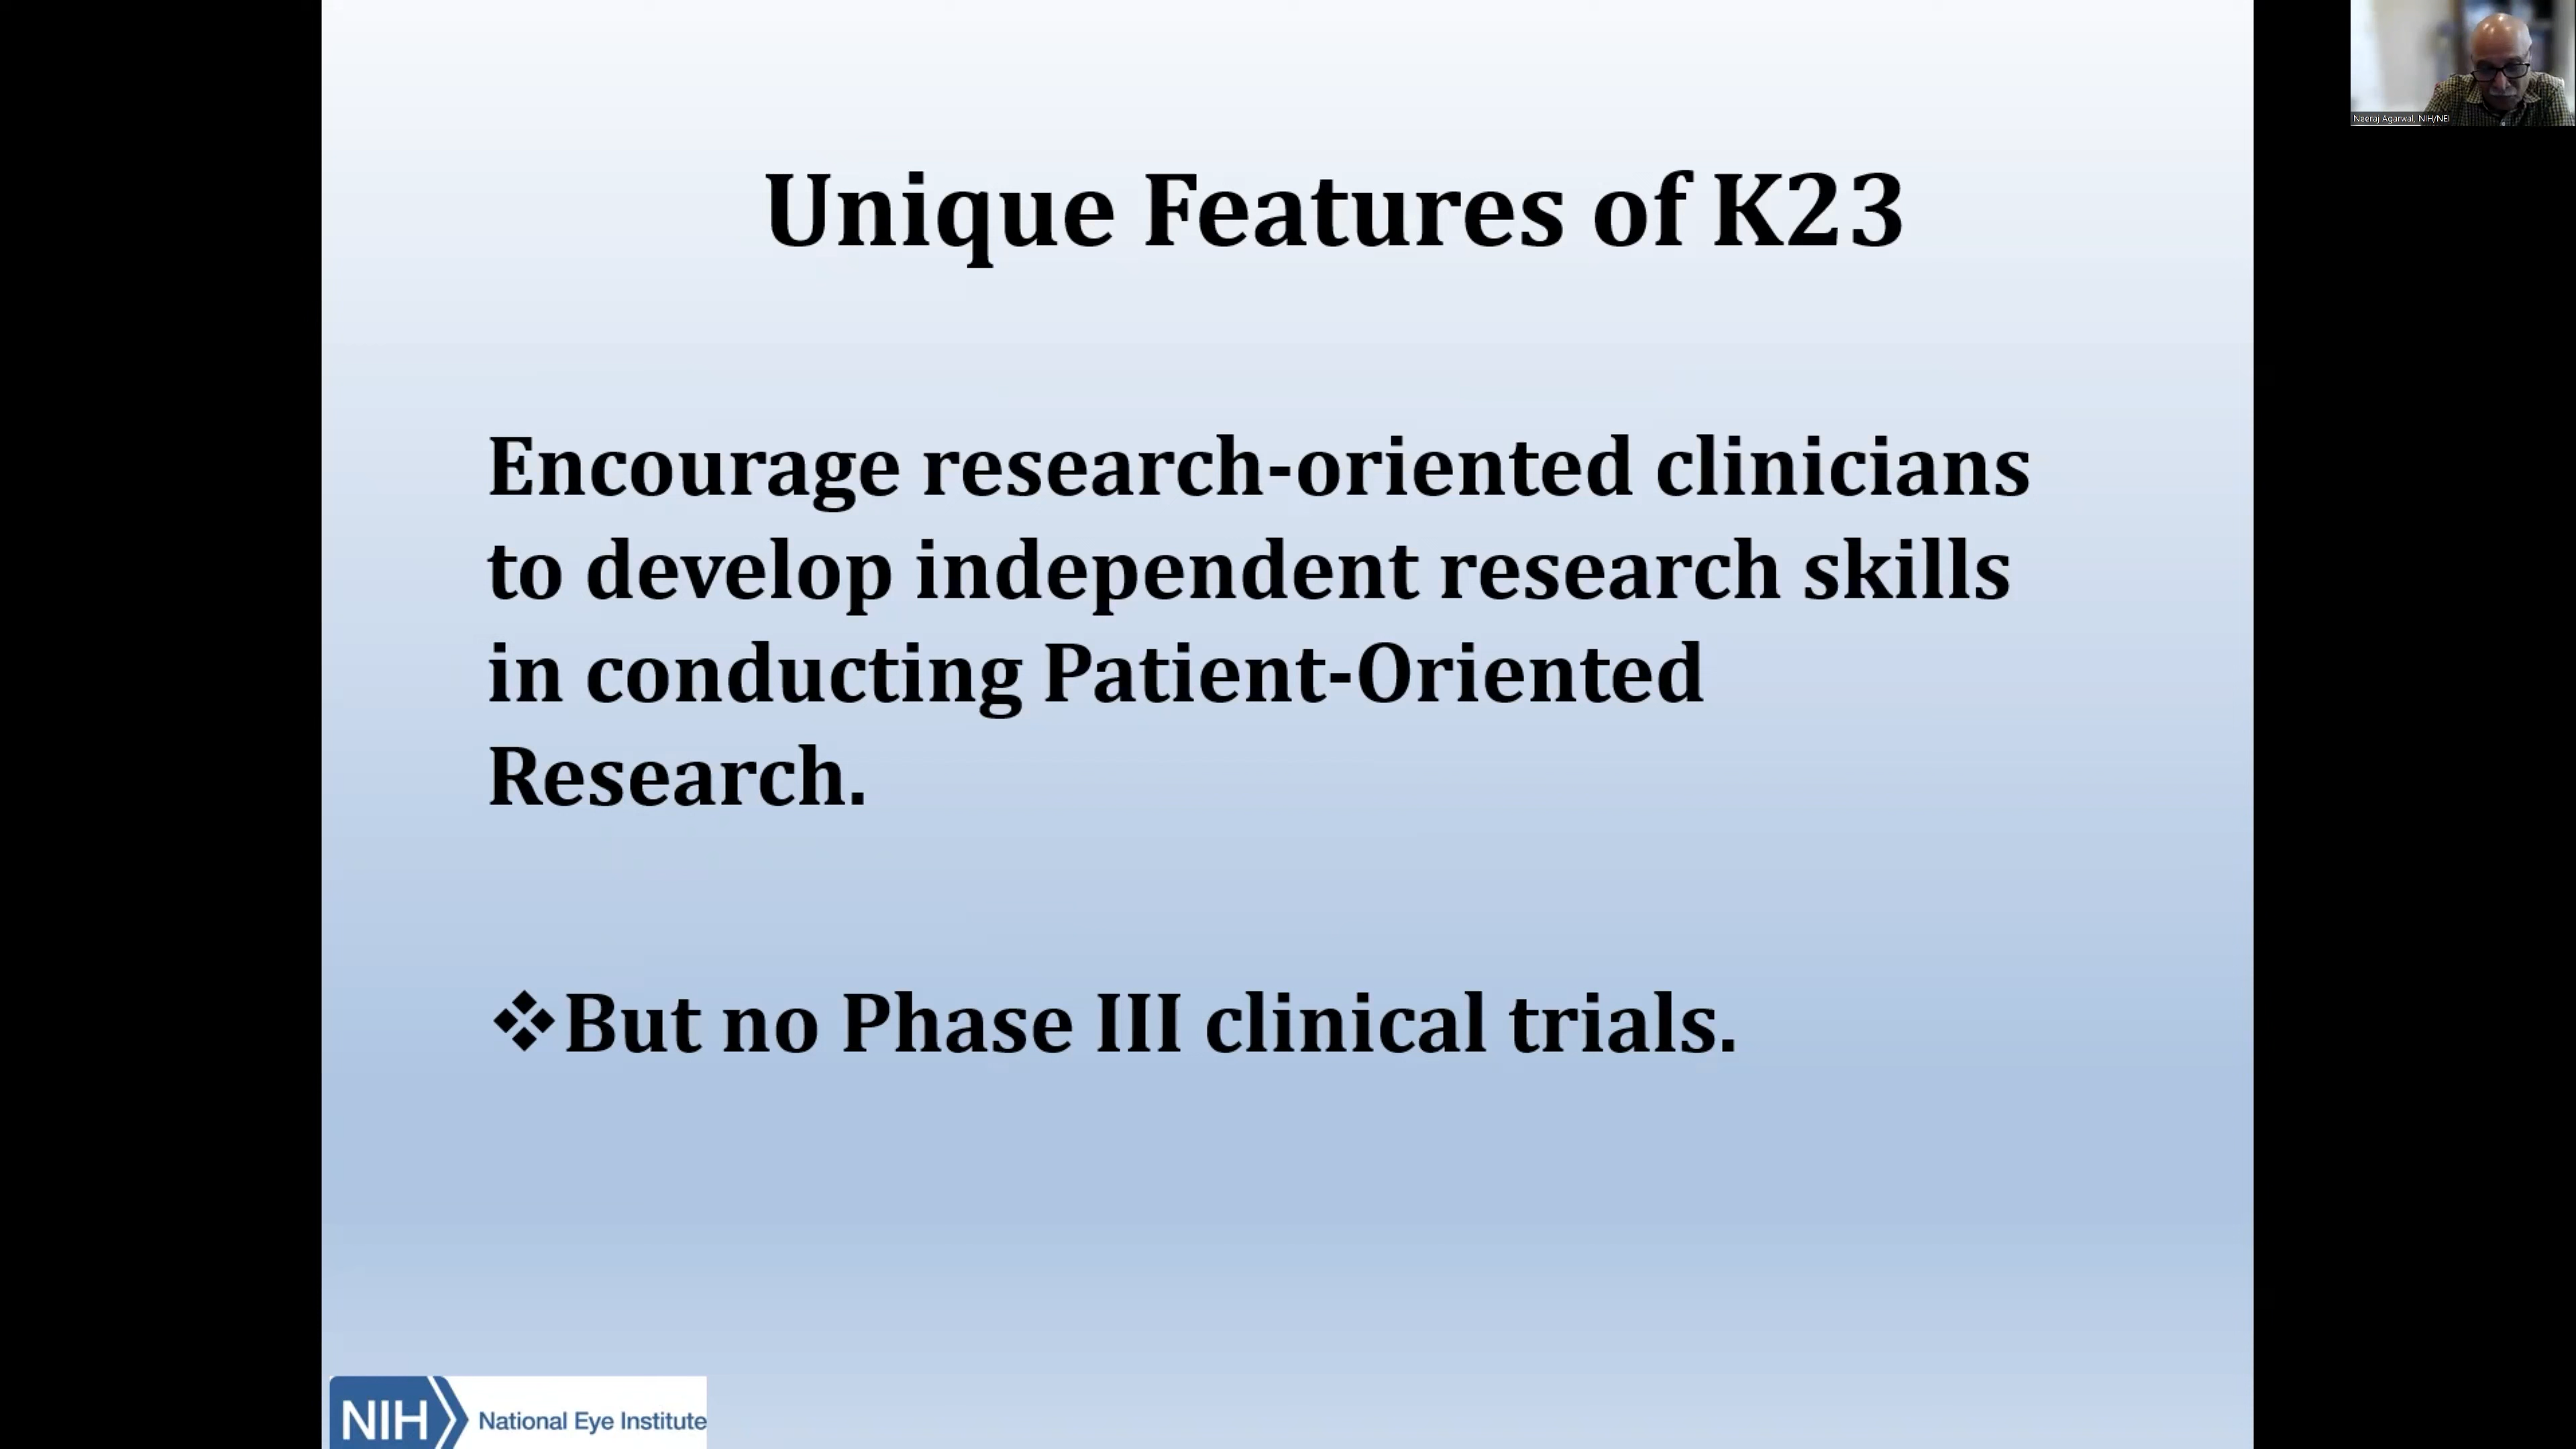 Neeraj Agarwal, NIH/NEI
Unique Features of K23
Encourage research-oriented clinicians
to develop independent research skills
in conducting Patient-Oriented
Research.
❖But no Phase III clinical trials.
NIH National Eye Institute